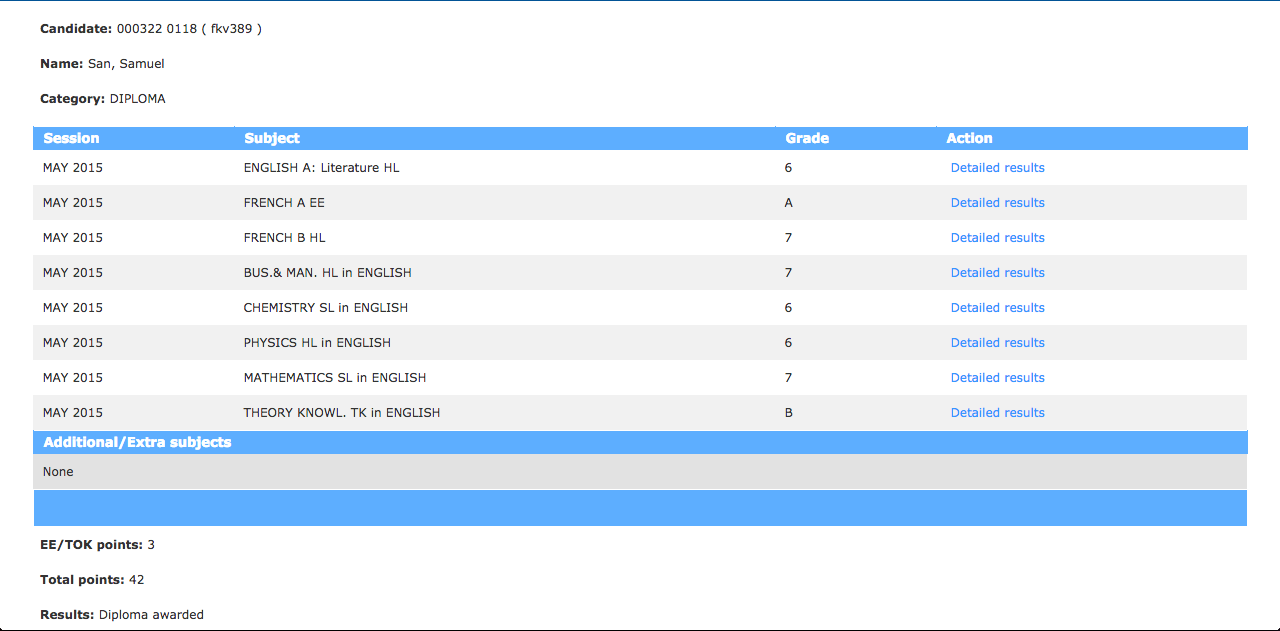 Candidate: 000322 0118 ( fkv389 )
Name: San, Samuel
Category: DIPLOMA
Session Subject Grade Action
MAY 2015 ENGLISH A: Literature HL 6 Detailed results
MAY 2015 FRENCH A EE A Detailed results
MAY 2015 FRENCH B HL 7 Detailed results
MAY 2015 BUS.& MAN. HL in ENGLISH 7 Detailed results
MAY 2015 CHEMISTRY SL in ENGLISH 6 Detailed results
MAY 2015 PHYSICS HL in ENGLISH 6 Detailed results
MAY 2015 MATHEMATICS SL in ENGLISH 7 Detailed results
MAY 2015 THEORY KNOWL. TK in ENGLISH B Detailed results
Additional/Extra subjects
None
EE/TOK points: 3
Total points: 42
Results: Diploma awarded